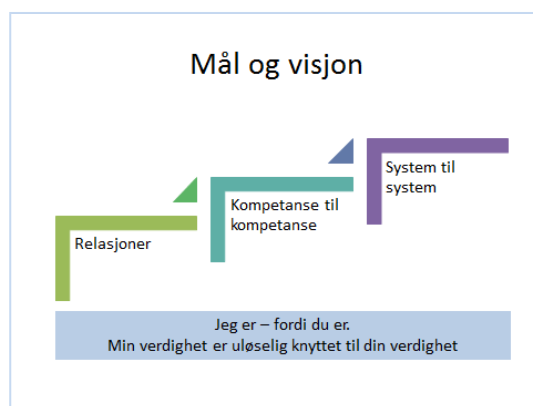 Mål og visjon
Relasjoner
Kompetanse til
kompetanse
System til
system
Jeg er – fordi du er.
Min verdighet er uløselig knyttet til din verdighet